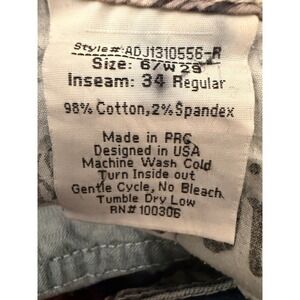 Style#: ADJ1310556-R
Size: 6/W29
Inseam: 34 Regular
98% Cotton, 2% Spandex
Made in PRC
Designed in USA
Machine Wash Cold
Turn Inside out
Gentle Cycle, No Bleach
Tumble Dry Low
RN# 100306